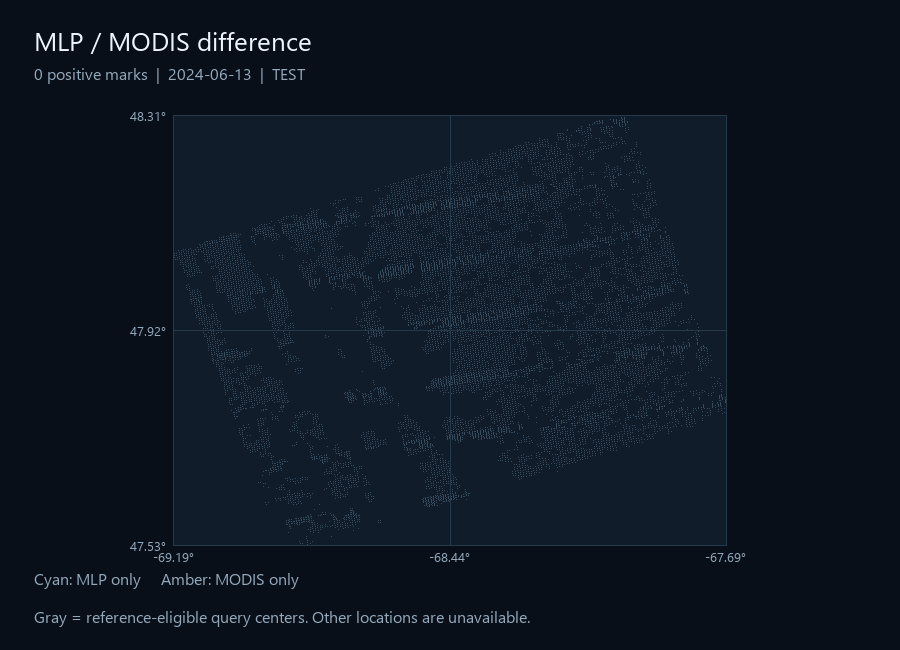 MLP / MODIS difference
0 positive marks | 2024-06-13 | TEST
48.31°
47.92°
47.53°
-69.19° -68.44° -67.69°
Cyan: MLP only Amber: MODIS only
Gray = reference-eligible query centers. Other locations are unavailable.